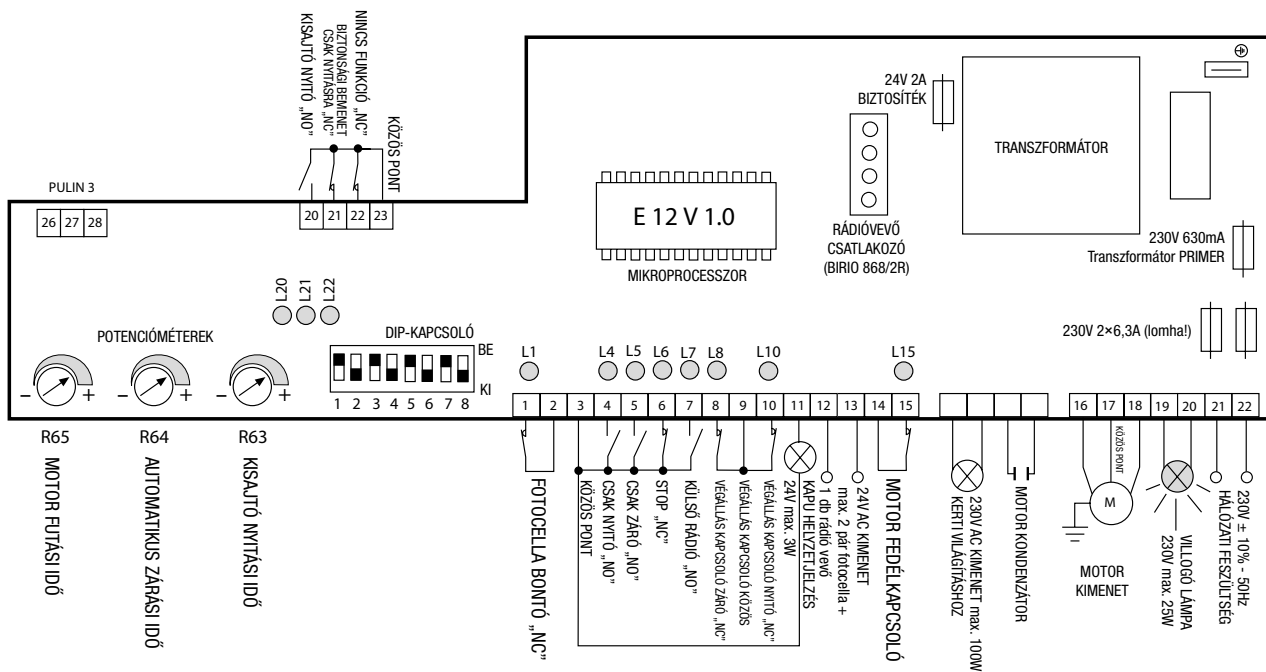 KISAJTÓ NYITÓ „NO”
BIZTONSÁGI BEMENET
CSAK NYITÁSRA „NC”
NINCS FUNKCIÓ „NC”
KÖZÖS PONT
20 21 22 23
PULIN 3
26 27 28
L20 L21 L22
POTENCIÓMÉTEREK
– +
– +
– +
R65
MOTOR FUTÁSI IDŐ
R64
AUTOMATIKUS ZÁRÁSI IDŐ
R63
KISAJTÓ NYITÁSI IDŐ
DIP-KAPCSOLÓ
BE
KI
1 2 3 4 5 6 7 8
E 12 V 1.0
MIKROPROCESSZOR
RÁDIÓVEVŐ
CSATLAKOZÓ
(BIRIO 868/2R)
24V 2A
BIZTOSÍTÉK
TRANSZFORMÁTOR
230V 630mA
Transzformátor PRIMER
230V 2×6,3A (lomha!)
L1 L4 L5 L6 L7 L8 L10 L15
1 2 3 4 5 6 7 8 9 10 11 12 13 14 15
16 17 18 19 20 21 22
FOTOCELLA BONTÓ „NC”
KÖZÖS PONT
CSAK NYITÓ „NO”
CSAK ZÁRÓ „NO”
STOP „NC”
KÜLSŐ RÁDIÓ „NO”
VÉGÁLLÁS KAPCSOLÓ ZÁRÓ „NC”
VÉGÁLLÁS KAPCSOLÓ KÖZÖS
VÉGÁLLÁS KAPCSOLÓ NYITÓ „NC”
KAPU HELYZETJELZÉS
24V max. 3W
24V AC KIMENET
max. 2 pár fotocella +
1 db rádió vevő
MOTOR FEDÉLKAPCSOLÓ
230V AC KIMENET max. 100W
KERTI VILÁGÍTÁSHOZ
MOTOR KONDENZÁTOR
KÖZÖS PONT
M
MOTOR
KIMENET
VILLOGÓ LÁMPA
230V max. 25W
230V ± 10% - 50Hz
HÁLÓZATI FESZÜLTSÉG